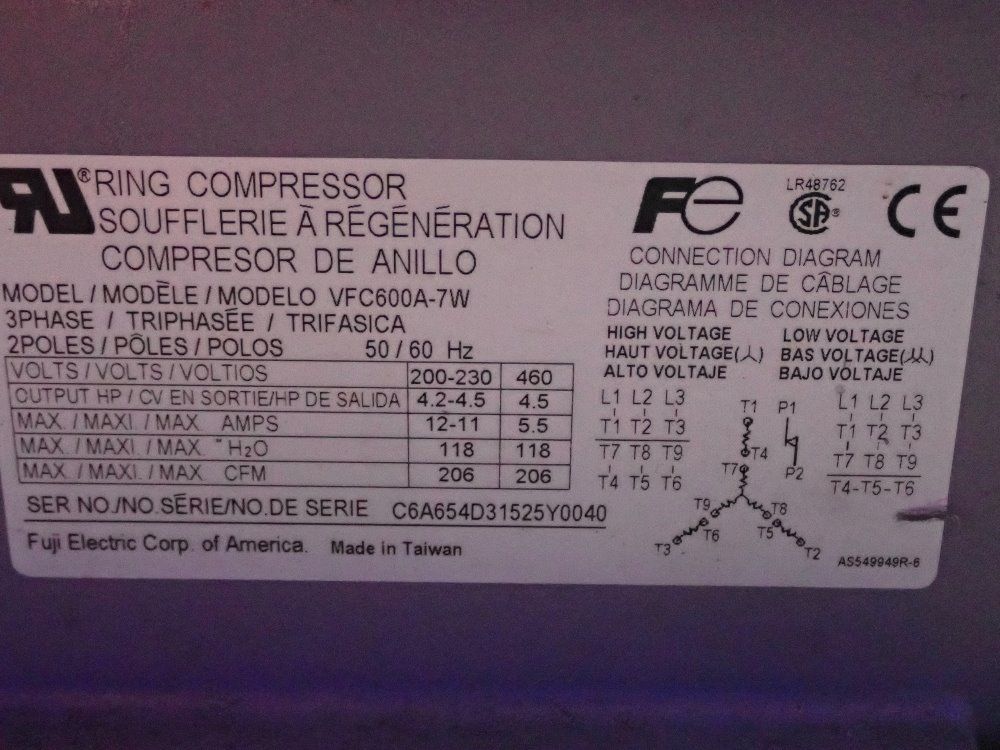 RU® RING COMPRESSOR
SOUFFLERIE À RÉGÉNÉRATION
COMPRESOR DE ANILLO
MODEL / MODÈLE / MODELO VFC600A-7W
3PHASE / TRIPHASÉE / TRIFASICA
2POLES / PÔLES / POLOS 50 / 60 Hz
VOLTS / VOLTS / VOLTIOS 200-230 460
OUTPUT HP / CV EN SORTIE/HP DE SALIDA 4.2-4.5 4.5
MAX. / MAXI. / MAX. AMPS 12-11 5.5
MAX. / MAXI. / MAX. "H2O 118 118
MAX. / MAXI. / MAX. CFM 206 206
SER NO./NO.SÉRIE/NO.DE SERIE C6A654D31525Y0040
Fuji Electric Corp. of America. Made in Taiwan
Fe LR48762 SA® CE
CONNECTION DIAGRAM
DIAGRAMME DE CÂBLAGE
DIAGRAMA DE CONEXIONES
HIGH VOLTAGE LOW VOLTAGE
HAUT VOLTAGE(⅄) BAS VOLTAGE(⅄⅄)
ALTO VOLTAJE BAJO VOLTAJE
L1 L2 L3
T1 T2 T3
T7 T8 T9
T4 T5 T6
T1 P1
T4
T7 P2
T9 T8
T6 T5
T3 T2
L1 L2 L3
T1 T2 T3
T7 T8 T9
T4-T5-T6
AS549949R-6